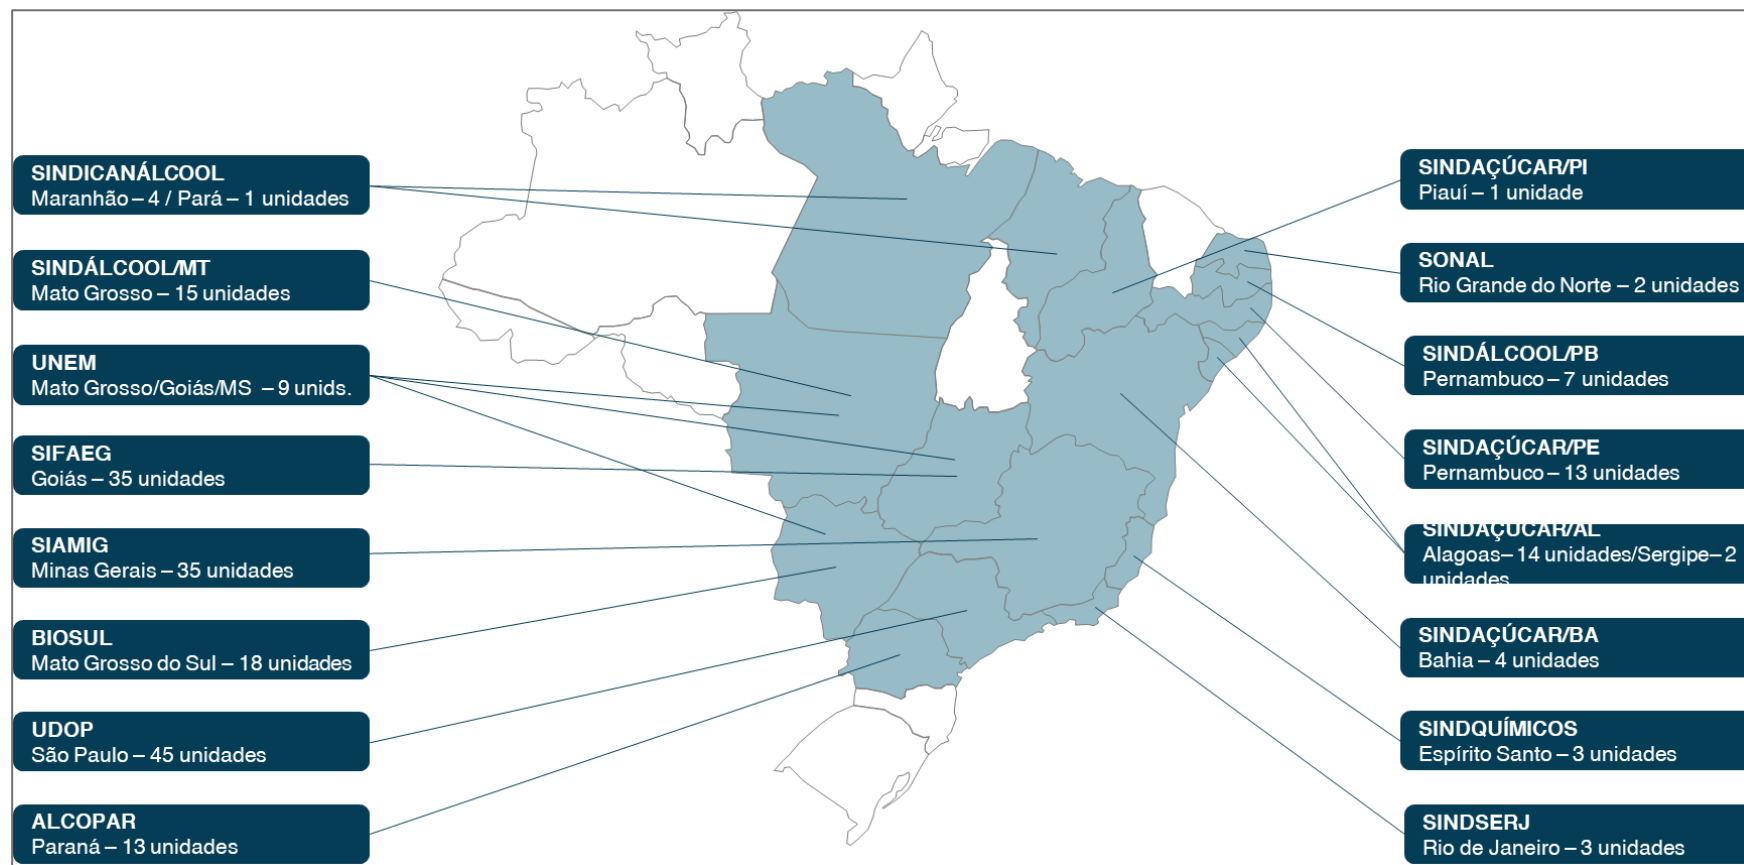 SINDICANÁLCOOL
Maranhão – 4 / Pará – 1 unidades
SINDÁLCOOL/MT
Mato Grosso – 15 unidades
UNEM
Mato Grosso/Goiás/MS – 9 unids.
SIFAEG
Goiás – 35 unidades
SIAMIG
Minas Gerais – 35 unidades
BIOSUL
Mato Grosso do Sul – 18 unidades
UDOP
São Paulo – 45 unidades
ALCOPAR
Paraná – 13 unidades
SINDAÇÚCAR/PI
Piauí – 1 unidade
SONAL
Rio Grande do Norte – 2 unidades
SINDÁLCOOL/PB
Pernambuco – 7 unidades
SINDAÇÚCAR/PE
Pernambuco – 13 unidades
SINDAÇÚCAR/AL
Alagoas– 14 unidades/Sergipe– 2
unidades
SINDAÇÚCAR/BA
Bahia – 4 unidades
SINDQUÍMICOS
Espírito Santo – 3 unidades
SINDSERJ
Rio de Janeiro – 3 unidades